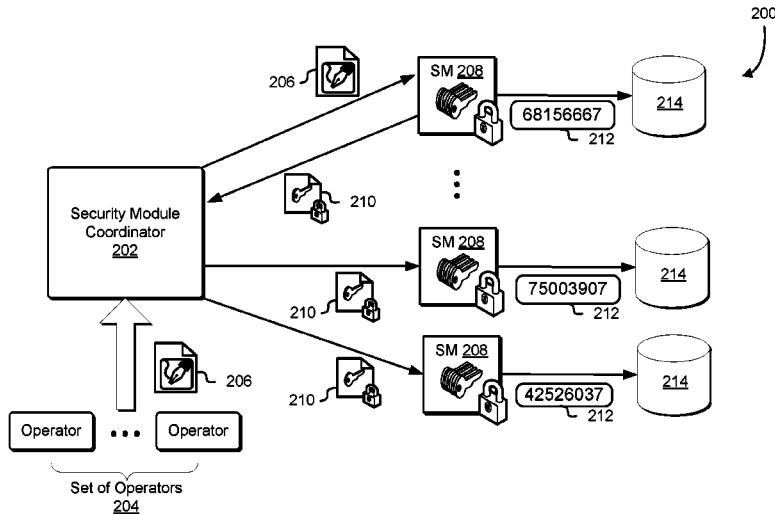 200
206
SM 208
68156667
212
214
210
Security Module
Coordinator
202
SM 208
75003907
212
214
210
206
SM 208
42526037
212
214
210
Operator
Operator
Set of Operators
204